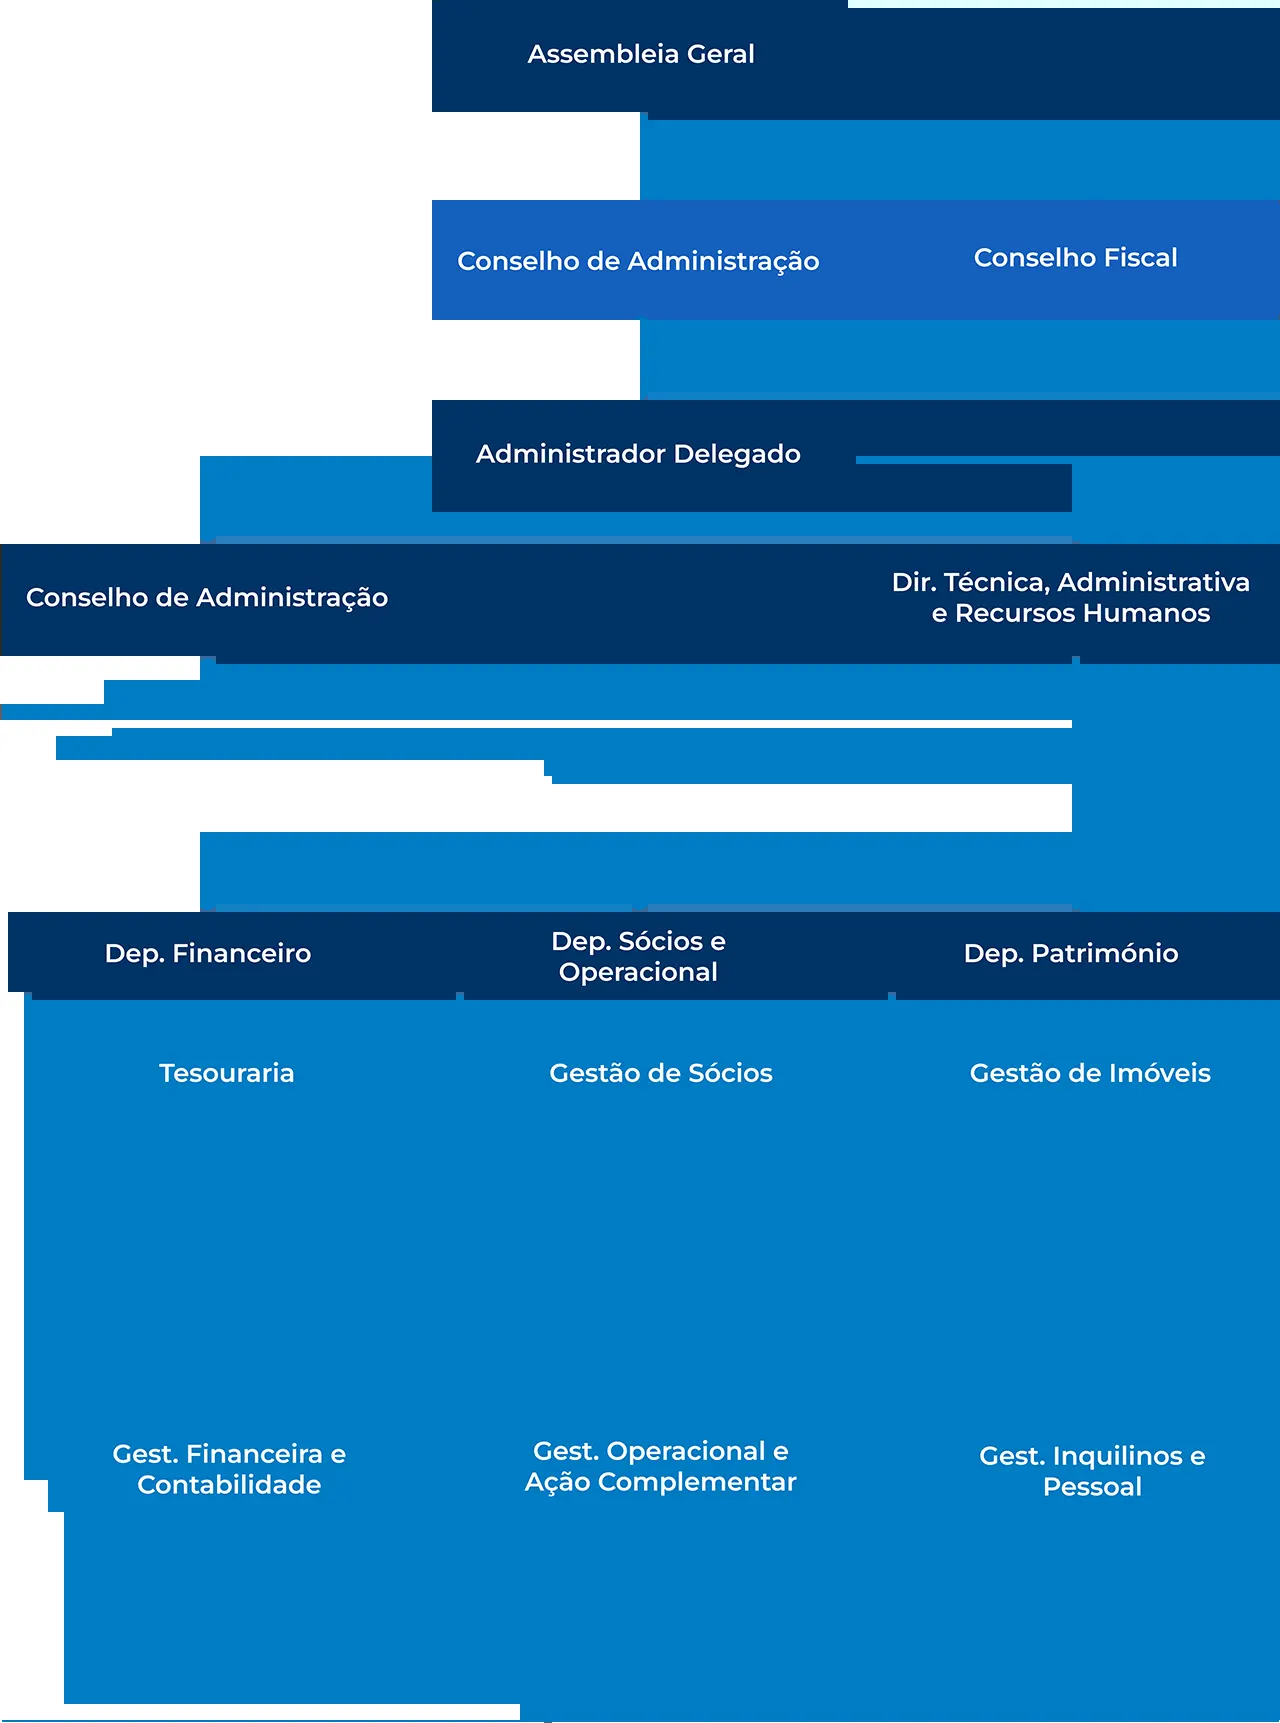 Assembleia Geral
Conselho de Administração
Conselho Fiscal
Administrador Delegado
Conselho de Administração
Dir. Técnica, Administrativa
e Recursos Humanos
Dep. Financeiro
Dep. Sócios e
Operacional
Dep. Património
Tesouraria
Gestão de Sócios
Gestão de Imóveis
Gest. Financeira e
Contabilidade
Gest. Operacional e
Ação Complementar
Gest. Inquilinos e
Pessoal